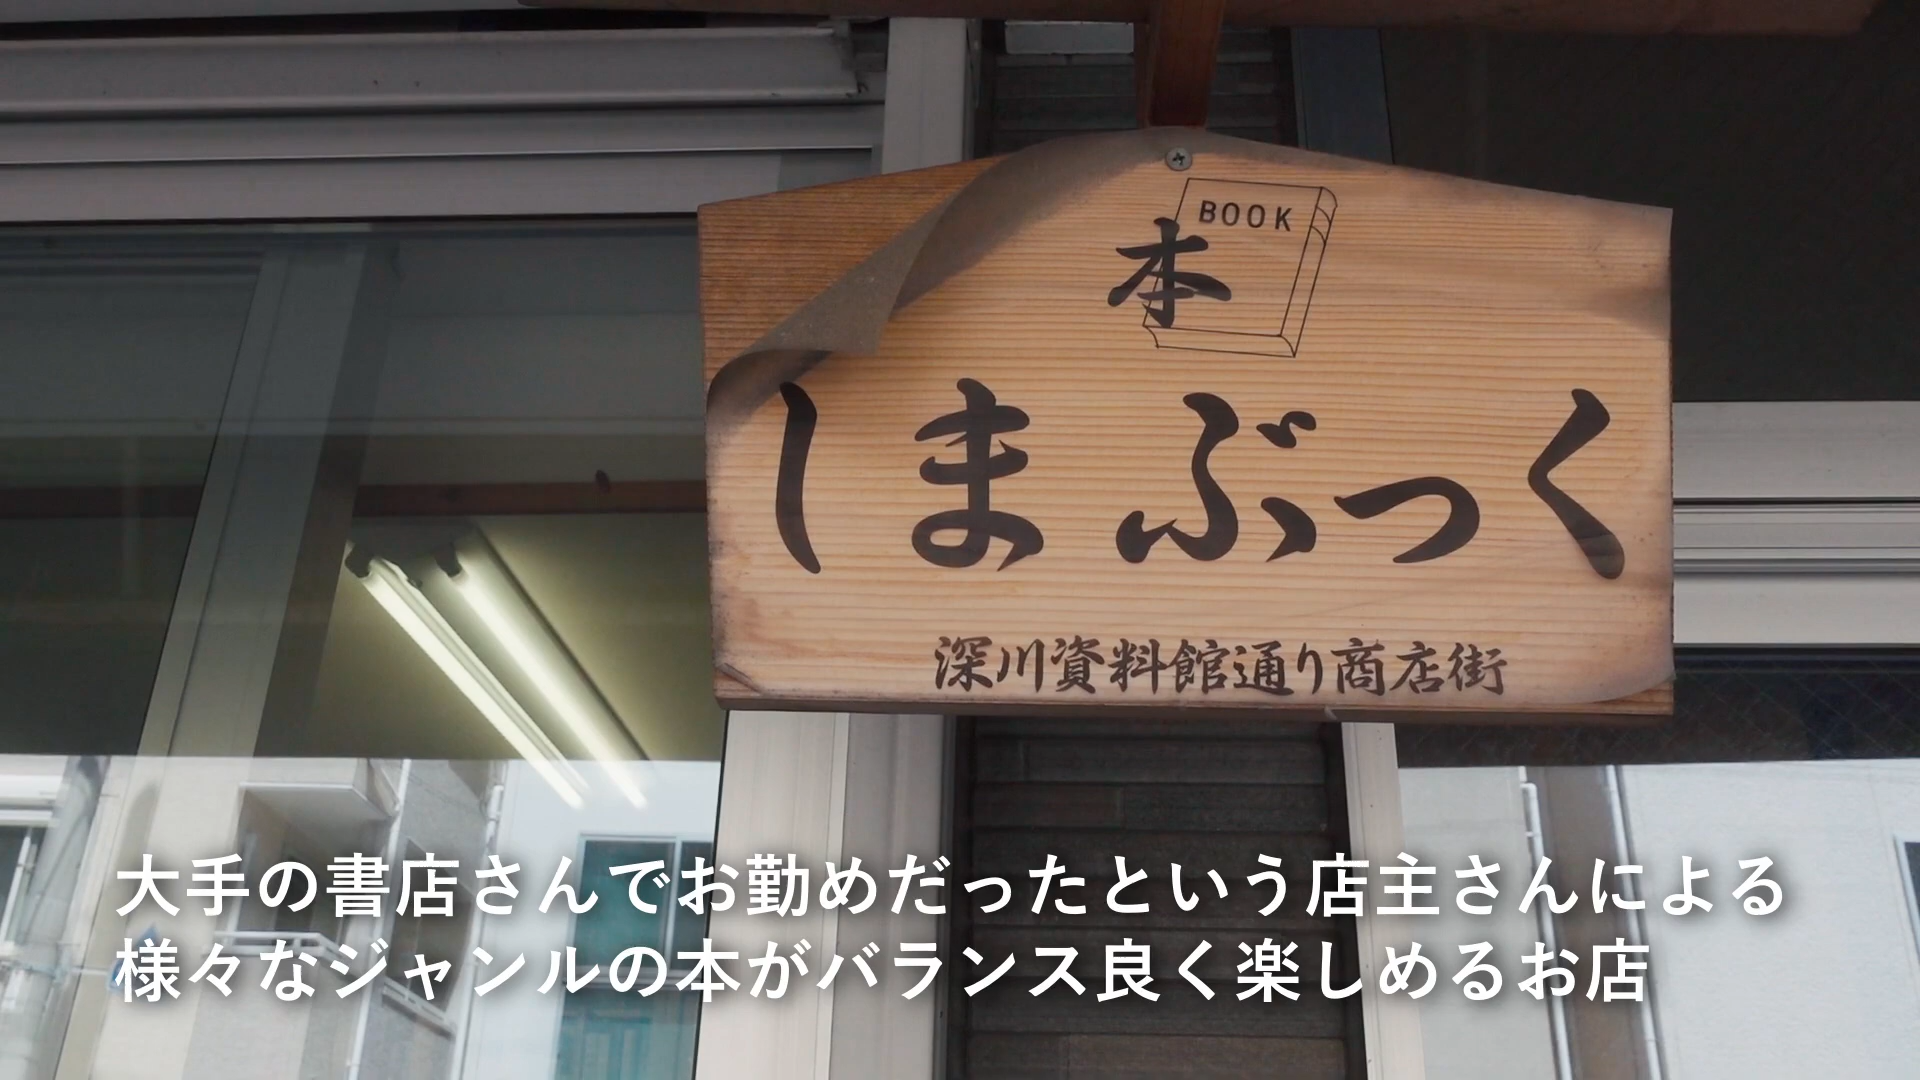 BOOK
本
しまぶっく
深川資料館通り商店街
大手の書店さんでお勤めだったという店主さんによる
様々なジャンルの本がバランス良く楽しめるお店